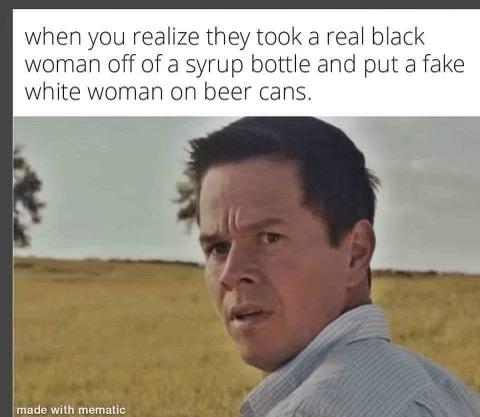 when you realize they took a real black
woman off of a syrup bottle and put a fake
white woman on beer cans.
made with mematic